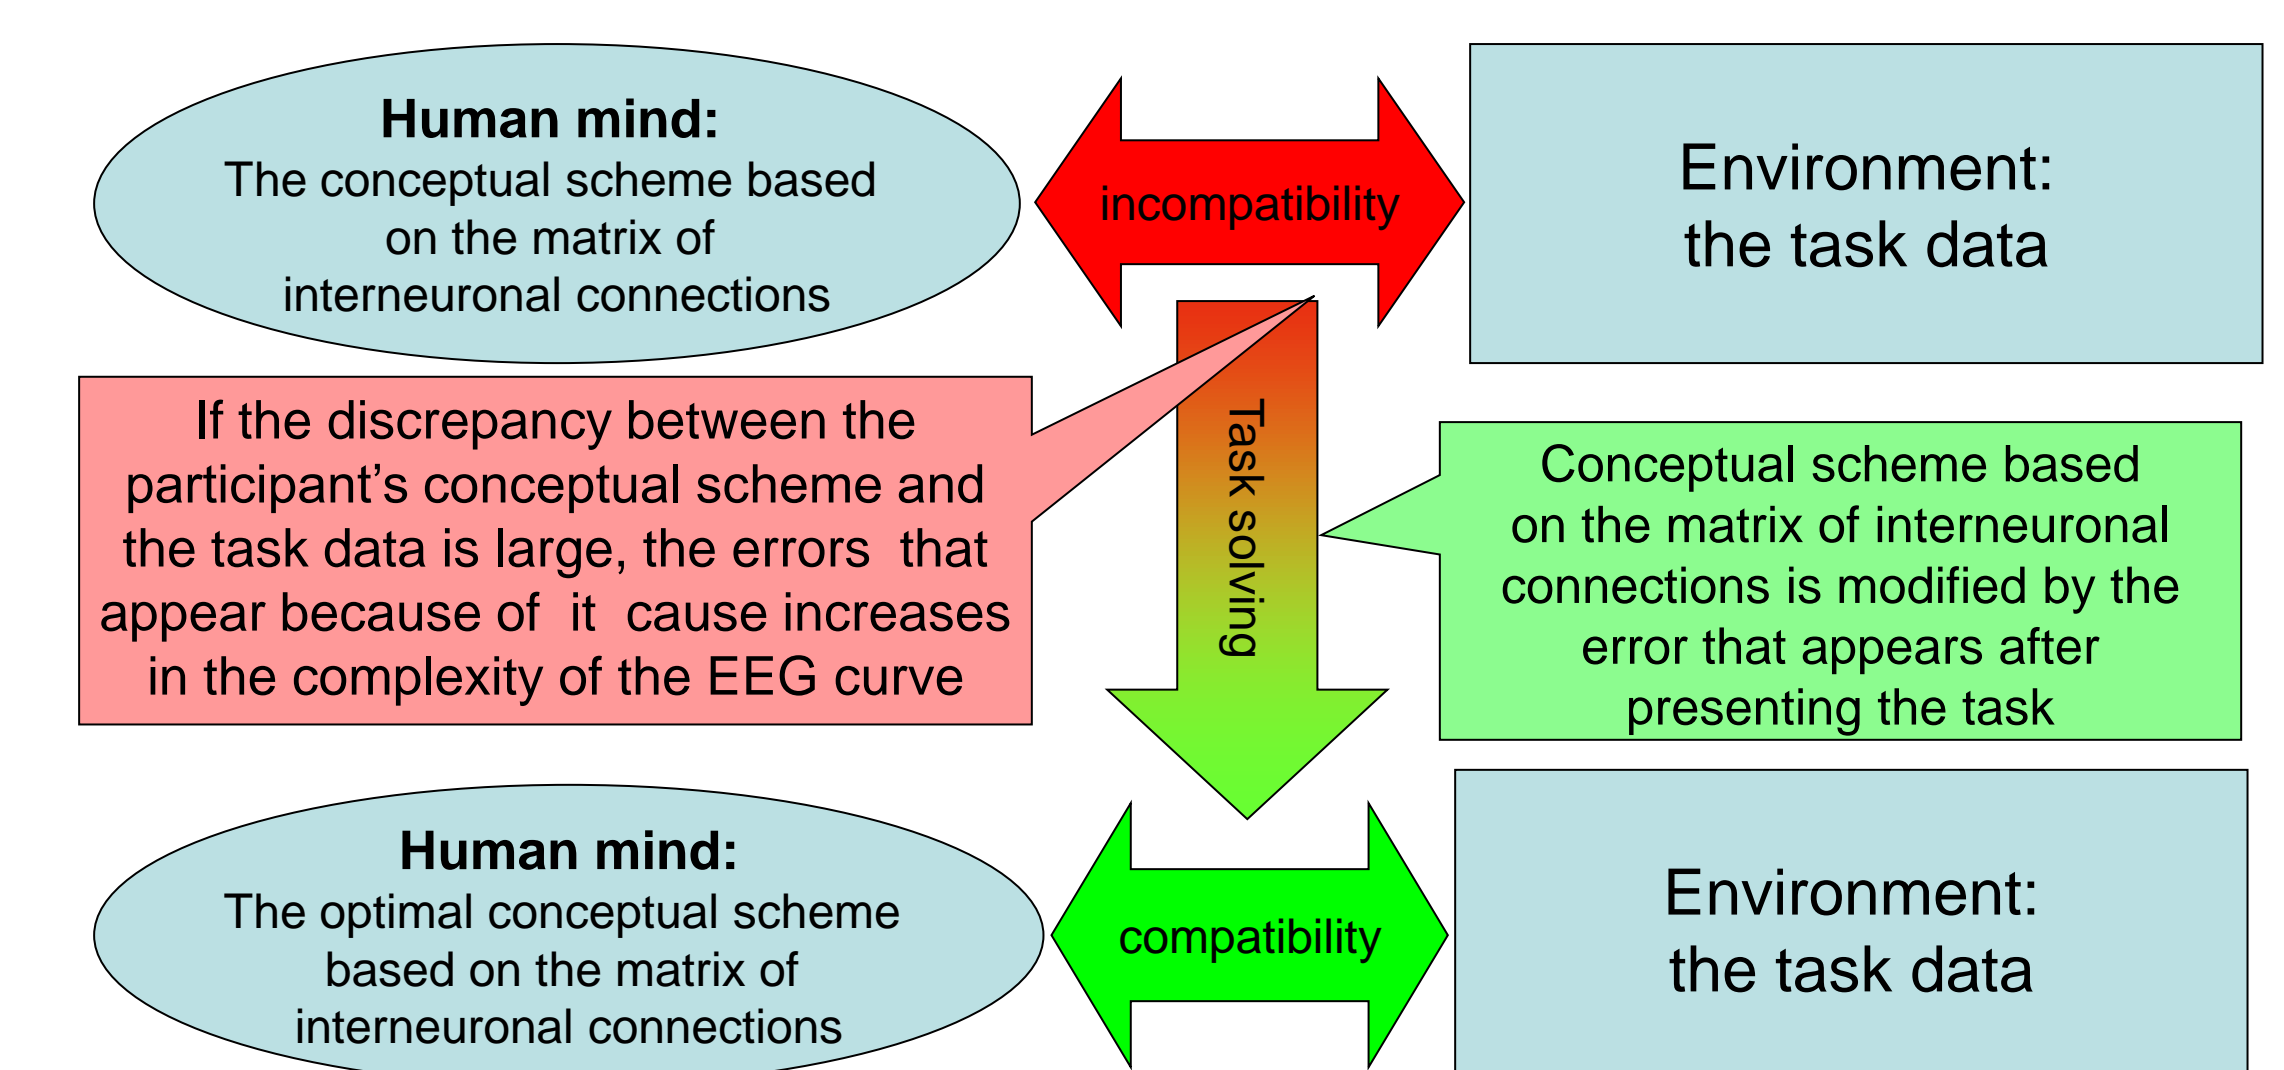 Human mind:
The conceptual scheme based
on the matrix of
interneuronal connections
incompatibility
Environment:
the task data
If the discrepancy between the
participant’s conceptual scheme and
the task data is large, the errors  that
appear because of  it  cause increases
in the complexity of the EEG curve
Task solving
Conceptual scheme based
on the matrix of interneuronal
connections is modified by the
error that appears after
presenting the task
Human mind:
The optimal conceptual scheme
based on the matrix of
interneuronal connections
compatibility
Environment:
the task data